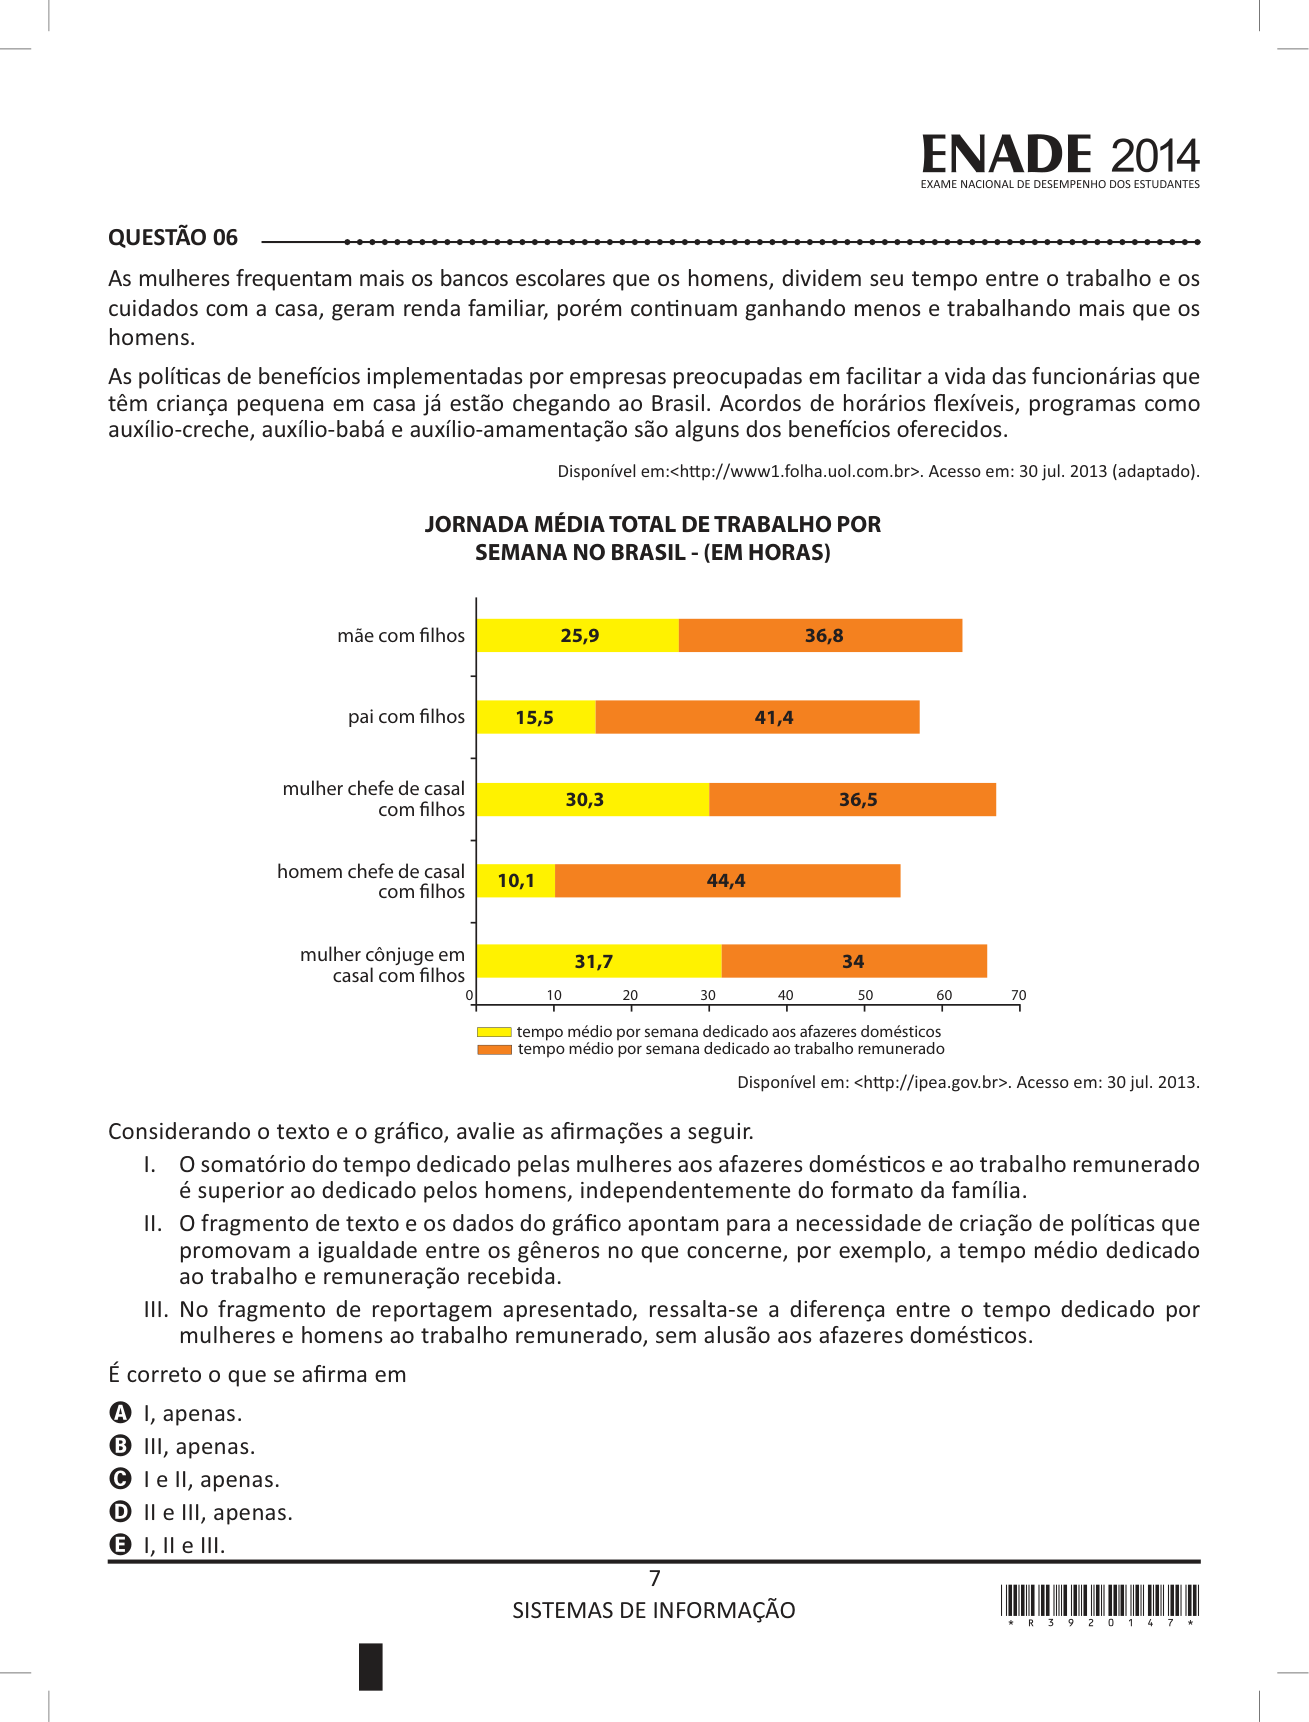 ENADE 2014
EXAME NACIONAL DE DESEMPENHO DOS ESTUDANTES
QUESTÃO 06
As mulheres frequentam mais os bancos escolares que os homens, dividem seu tempo entre o trabalho e os
cuidados com a casa, geram renda familiar, porém continuam ganhando menos e trabalhando mais que os
homens.
As políticas de benefícios implementadas por empresas preocupadas em facilitar a vida das funcionárias que
têm criança pequena em casa já estão chegando ao Brasil. Acordos de horários flexíveis, programas como
auxílio-creche, auxílio-babá e auxílio-amamentação são alguns dos benefícios oferecidos.
Disponível em:<http://www1.folha.uol.com.br>. Acesso em: 30 jul. 2013 (adaptado).
JORNADA MÉDIA TOTAL DE TRABALHO POR
SEMANA NO BRASIL - (EM HORAS)
mãe com filhos 25,9 36,8
pai com filhos 15,5 41,4
mulher chefe de casal
com filhos 30,3 36,5
homem chefe de casal
com filhos 10,1 44,4
mulher cônjuge em
casal com filhos 31,7 34
0 10 20 30 40 50 60 70
tempo médio por semana dedicado aos afazeres domésticos
tempo médio por semana dedicado ao trabalho remunerado
Disponível em: <http://ipea.gov.br>. Acesso em: 30 jul. 2013.
Considerando o texto e o gráfico, avalie as afirmações a seguir.
I. O somatório do tempo dedicado pelas mulheres aos afazeres domésticos e ao trabalho remunerado
é superior ao dedicado pelos homens, independentemente do formato da família.
II. O fragmento de texto e os dados do gráfico apontam para a necessidade de criação de políticas que
promovam a igualdade entre os gêneros no que concerne, por exemplo, a tempo médio dedicado
ao trabalho e remuneração recebida.
III. No fragmento de reportagem apresentado, ressalta-se a diferença entre o tempo dedicado por
mulheres e homens ao trabalho remunerado, sem alusão aos afazeres domésticos.
É correto o que se afirma em
A I, apenas.
B III, apenas.
C I e II, apenas.
D II e III, apenas.
E I, II e III.
7
SISTEMAS DE INFORMAÇÃO
* R 3 9 2 0 1 4 7 *